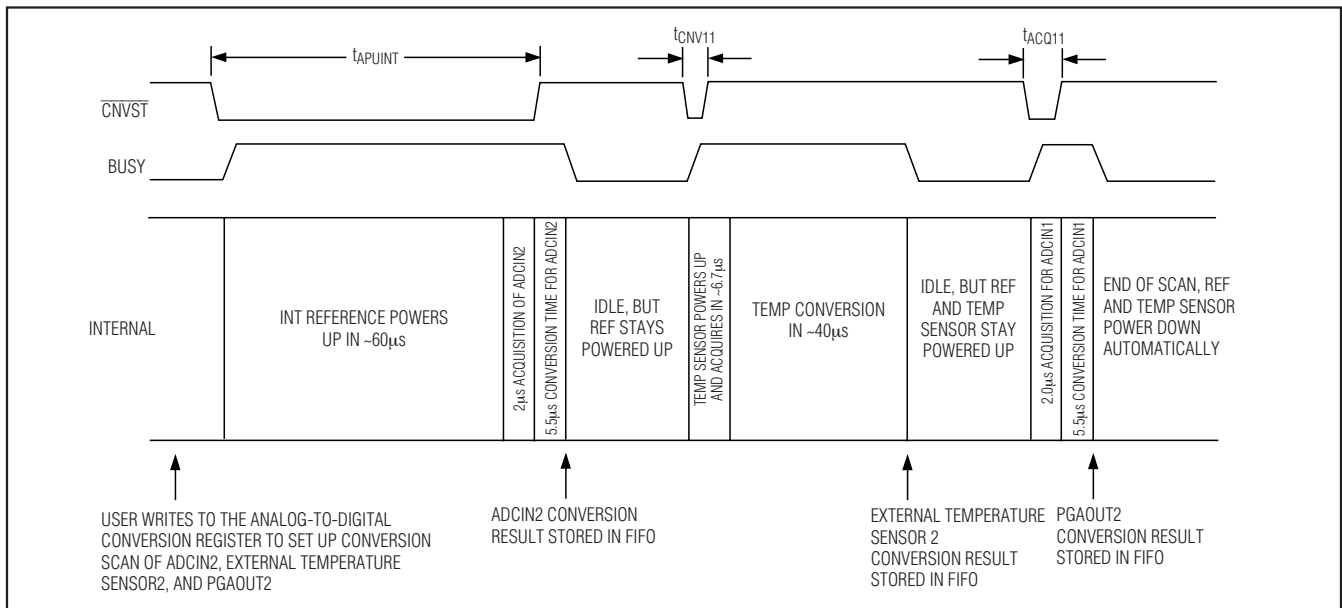 tAPUINT
tCNV11
tACQ11
CNVST
BUSY
INTERNAL
INT REFERENCE POWERS
UP IN ~60µs
2µs ACQUISITION OF ADCIN2
5.5µs CONVERSION TIME FOR ADCIN2
IDLE, BUT
REF STAYS
POWERED UP
TEMP SENSOR POWERS UP
AND ACQUIRES IN ~6.7µs
TEMP CONVERSION
IN ~40µs
IDLE, BUT REF
AND TEMP
SENSOR STAY
POWERED UP
2.0µs ACQUISITION FOR ADCIN1
5.5µs CONVERSION TIME FOR ADCIN1
END OF SCAN, REF
AND TEMP SENSOR
POWER DOWN
AUTOMATICALLY
USER WRITES TO THE ANALOG-TO-DIGITAL
CONVERSION REGISTER TO SET UP CONVERSION
SCAN OF ADCIN2, EXTERNAL TEMPERATURE
SENSOR2, AND PGAOUT2
ADCIN2 CONVERSION
RESULT STORED IN FIFO
EXTERNAL TEMPERATURE
SENSOR 2
CONVERSION RESULT
STORED IN FIFO
PGAOUT2
CONVERSION RESULT
STORED IN FIFO